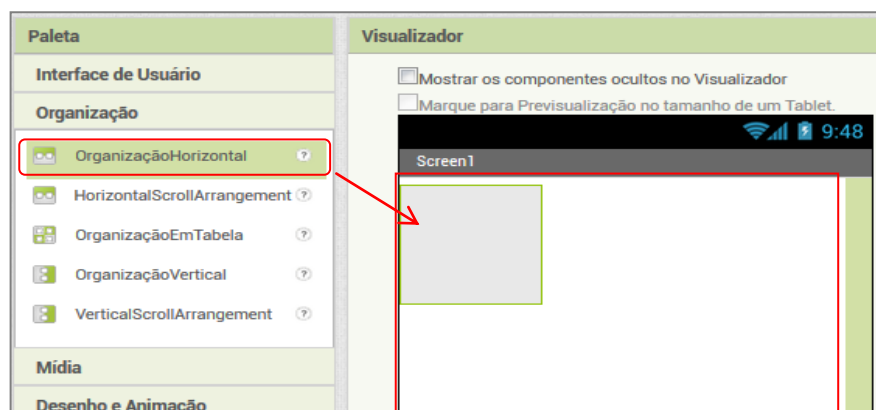 Paleta
Interface de Usuário
Organização
OrganizaçãoHorizontal ?
HorizontalScrollArrangement ?
OrganizaçãoEmTabela ?
OrganizaçãoVertical ?
VerticalScrollArrangement ?
Mídia
Desenho e Animação
Visualizador
Mostrar os componentes ocultos no Visualizador
Marque para Previsualização no tamanho de um Tablet.
9:48
Screen1